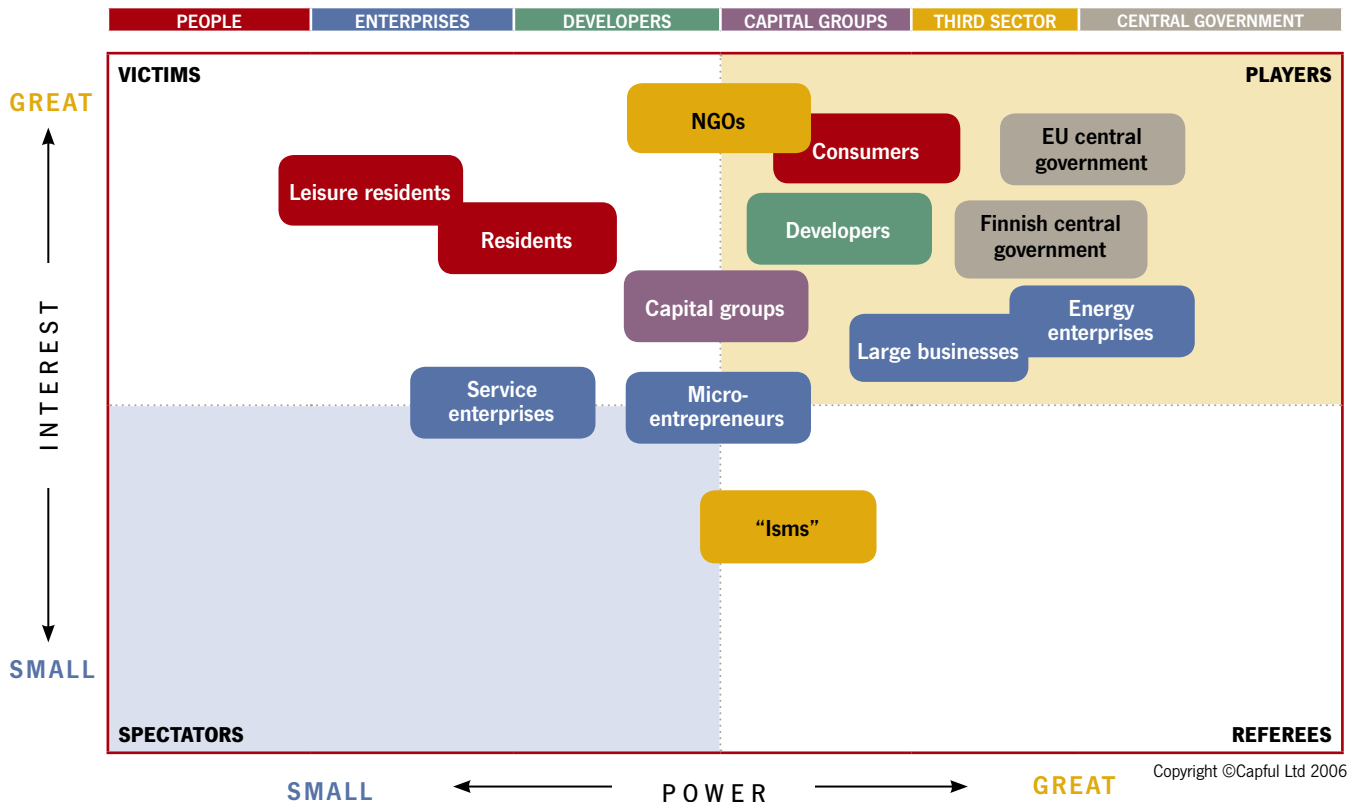 PEOPLE ENTERPRISES DEVELOPERS CAPITAL GROUPS THIRD SECTOR CENTRAL GOVERNMENT
VICTIMS
PLAYERS
GREAT
NGOs
Consumers
EU central
government
Leisure residents
Residents
Developers
Finnish central
government
Capital groups
Energy
enterprises
Large businesses
INTEREST
Service
enterprises
Micro-
entrepreneurs
“Isms”
SMALL
SPECTATORS
REFEREES
Copyright ©Capful Ltd 2006
SMALL
POWER
GREAT